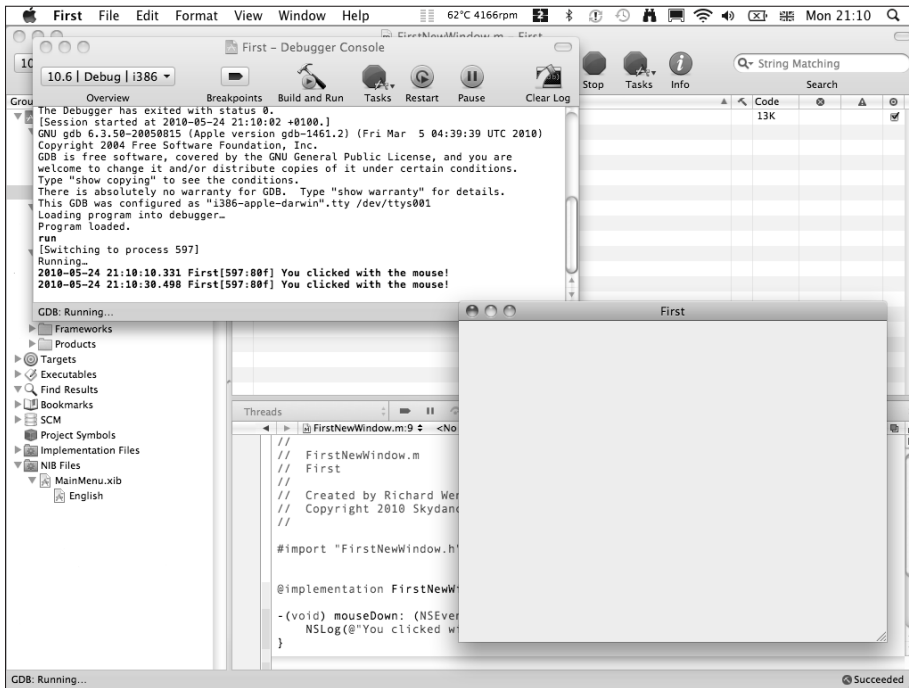 First File Edit Format View Window Help 62°C 4166rpm Mon 21:10
FirstNewWindow.m – First
First – Debugger Console
10
10.6 | Debug | i386
Overview Breakpoints Build and Run Tasks Restart Pause Clear Log
Stop Tasks Info Search
String Matching
Grou
Code
13K
The Debugger has exited with status 0.
[Session started at 2010-05-24 21:10:02 +0100.]
GNU gdb 6.3.50-20050815 (Apple version gdb-1461.2) (Fri Mar  5 04:39:39 UTC 2010)
Copyright 2004 Free Software Foundation, Inc.
GDB is free software, covered by the GNU General Public License, and you are
welcome to change it and/or distribute copies of it under certain conditions.
Type "show copying" to see the conditions.
There is absolutely no warranty for GDB.  Type "show warranty" for details.
This GDB was configured as "i386-apple-darwin".tty /dev/ttys001
Loading program into debugger…
Program loaded.
run
[Switching to process 597]
Running…
2010-05-24 21:10:10.331 First[597:80f] You clicked with the mouse!
2010-05-24 21:10:30.498 First[597:80f] You clicked with the mouse!
GDB: Running...
First
Frameworks
Products
Targets
Executables
Find Results
Bookmarks
SCM
Project Symbols
Implementation Files
NIB Files
MainMenu.xib
English
Threads
FirstNewWindow.m:9 <No
//
//  FirstNewWindow.m
//  First
//
//  Created by Richard Wer
//  Copyright 2010 Skydanc
//
#import "FirstNewWindow.h"
@implementation FirstNewWi
-(void) mouseDown: (NSEven
NSLog(@"You clicked wi
}
GDB: Running...
Succeeded